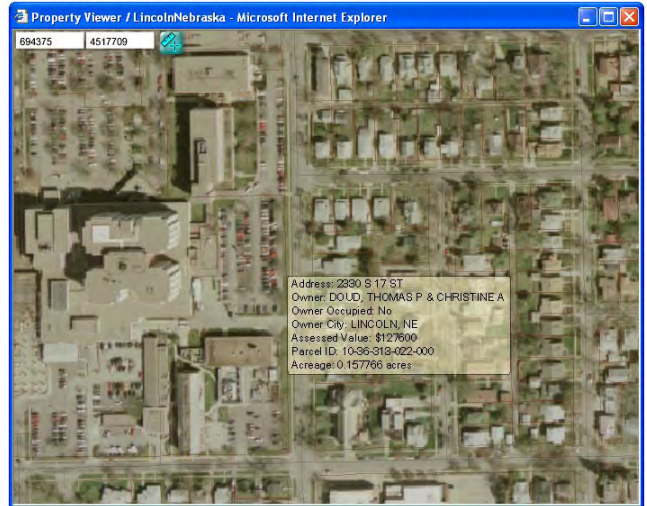 Property Viewer / LincolnNebraska - Microsoft Internet Explorer
694375 4517709
Address: 2330 S 17 ST
Owner: DOUD, THOMAS P & CHRISTINE A
Owner Occupied: No
Owner City: LINCOLN, NE
Assessed Value: $127600
Parcel ID: 10-36-313-022-000
Acreage: 0.157766 acres